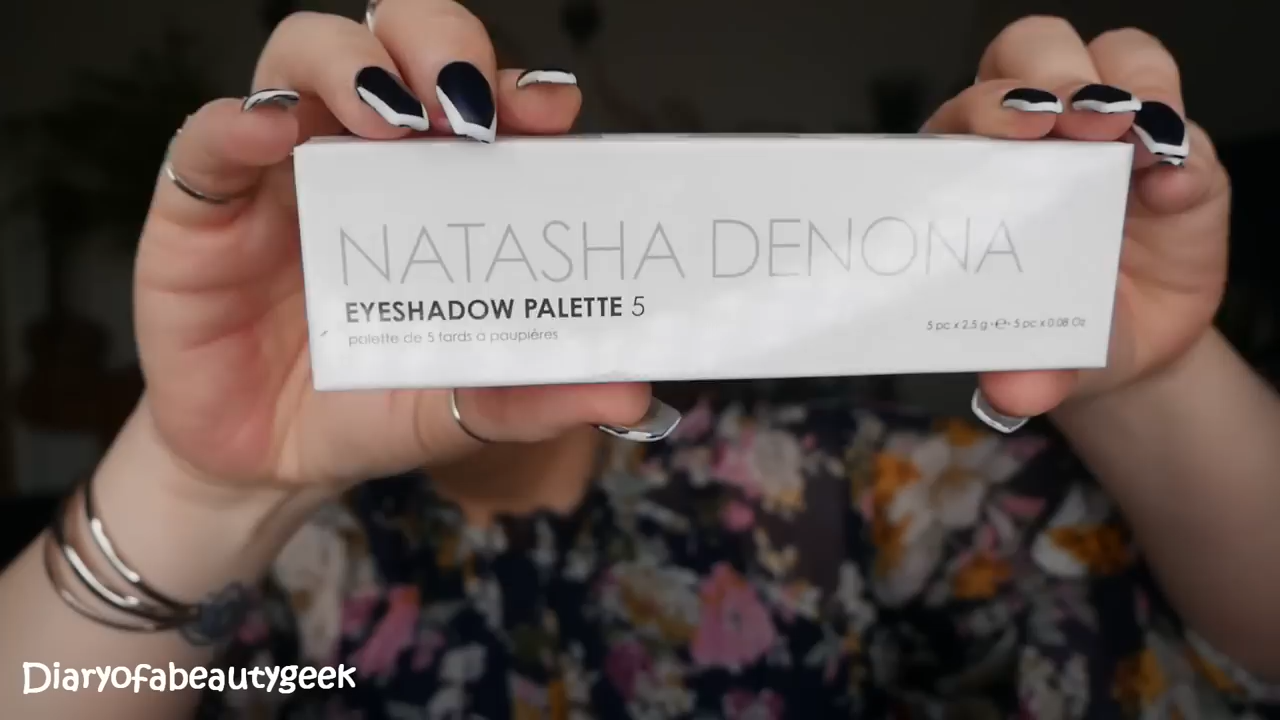 NATASHA DENONA
EYESHADOW PALETTE 5
palette de 5 fards a paupières
5 pc x 2.5 g ·℮· 5 pc x 0.08 Oz
Diaryofabeautygeek